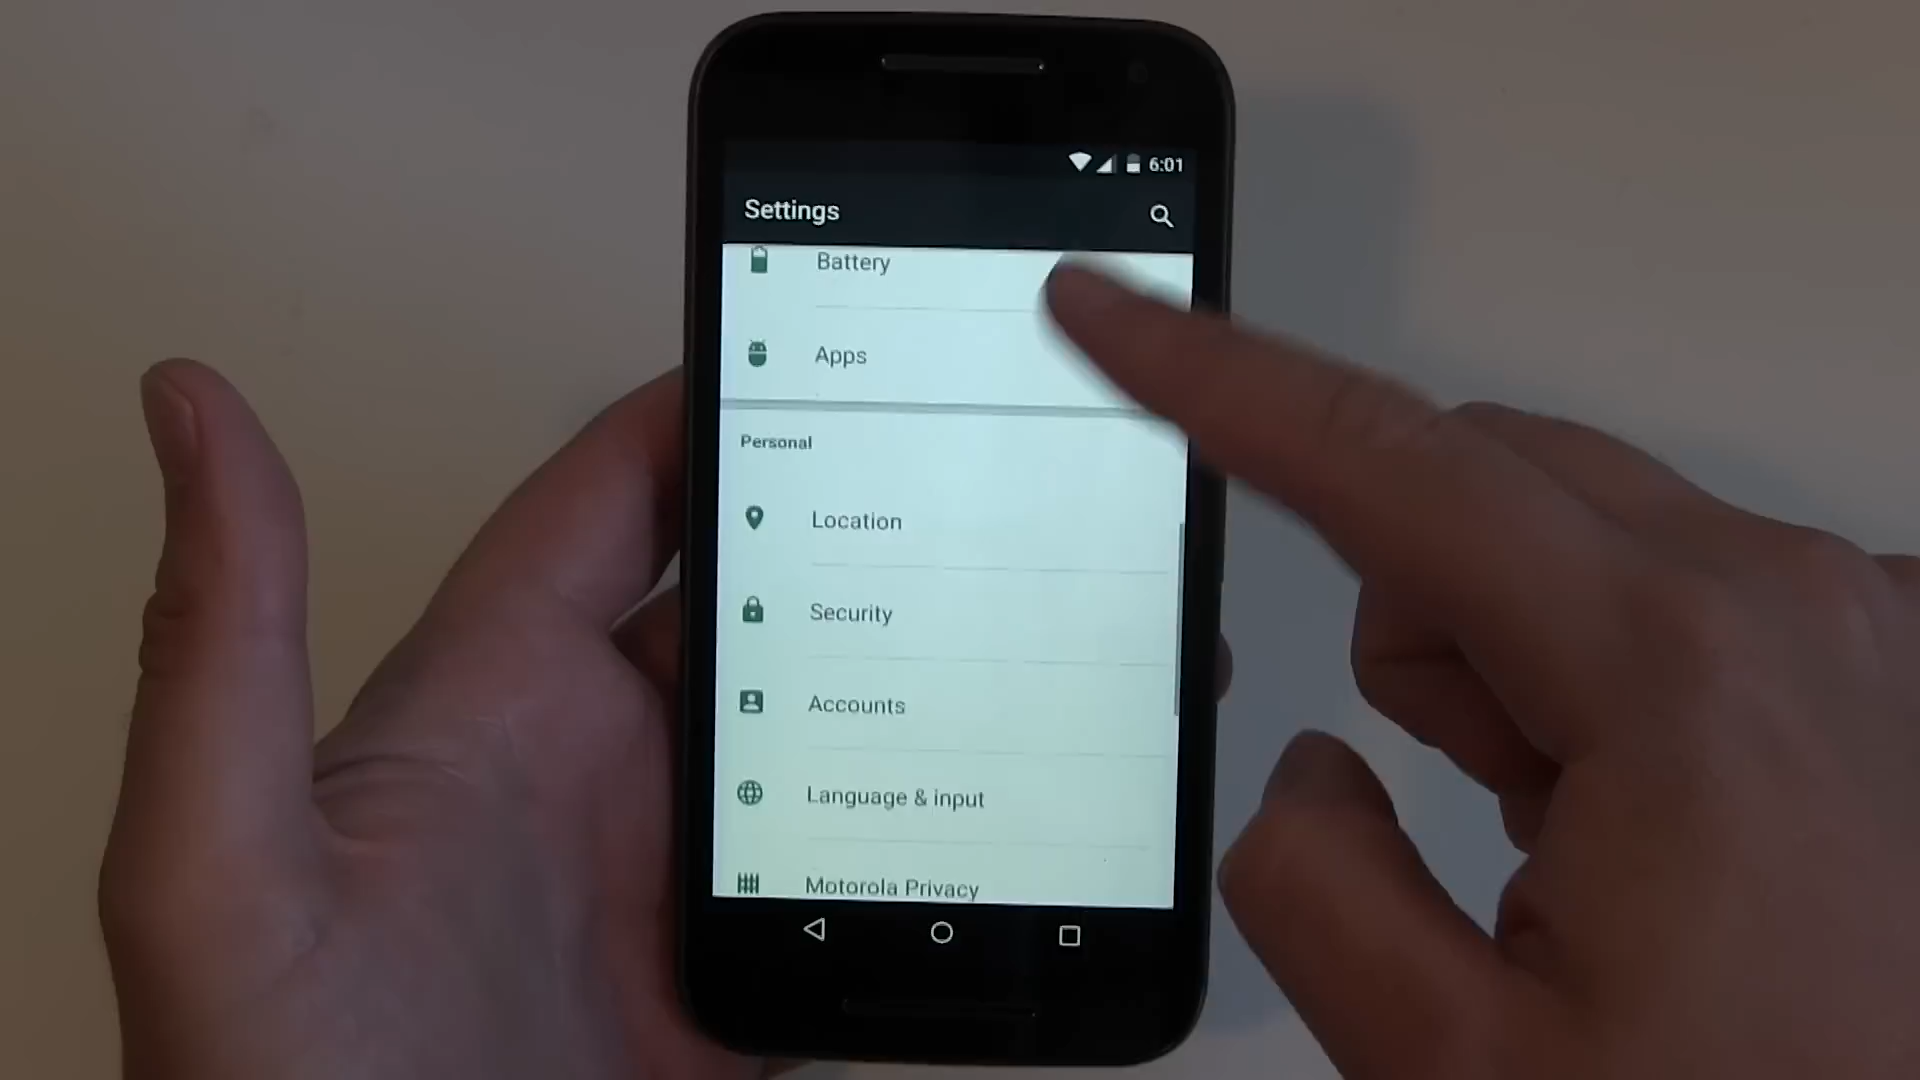 6:01
Settings
Battery
Apps
Personal
Location
Security
Accounts
Language & input
Motorola Privacy